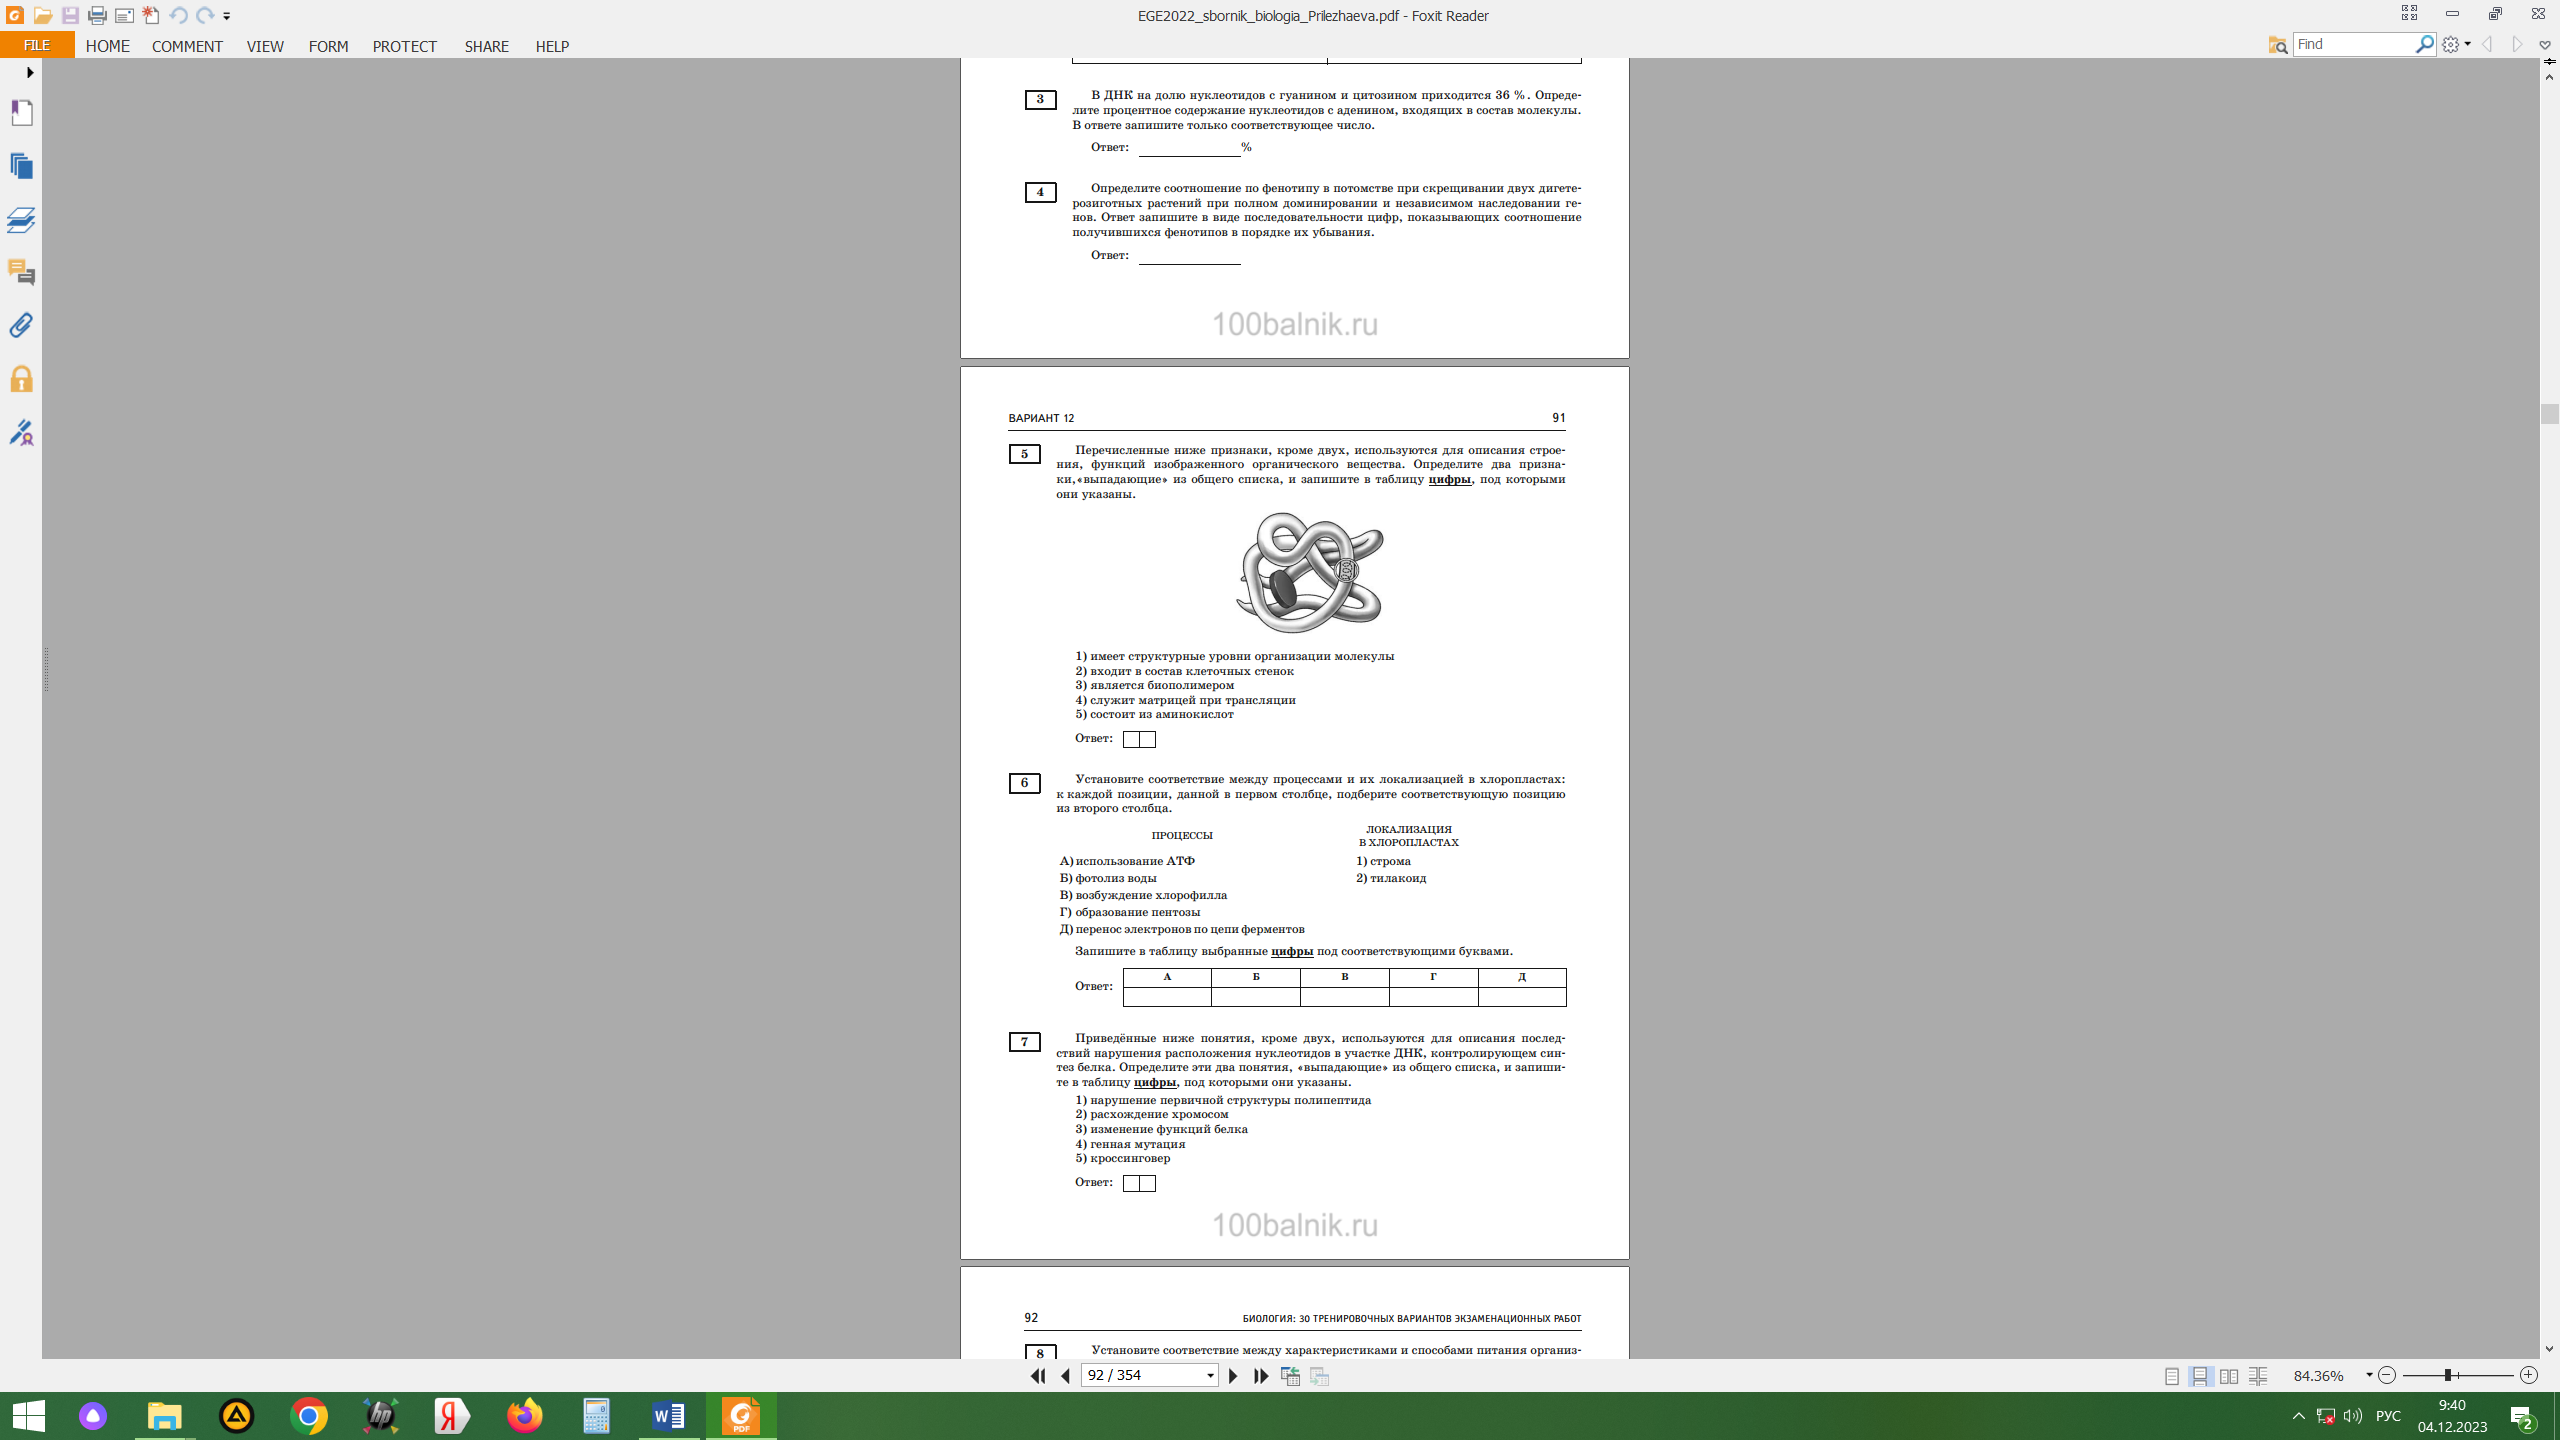 EGE2022_sbornik_biologia_Prilezhaeva.pdf - Foxit Reader
FILE HOME COMMENT VIEW FORM PROTECT SHARE HELP
Find
3 В ДНК на долю нуклеотидов с гуанином и цитозином приходится 36 %. Опреде-
лите процентное содержание нуклеотидов с аденином, входящих в состав молекулы.
В ответе запишите только соответствующее число.
Ответ: %
4 Определите соотношение по фенотипу в потомстве при скрещивании двух дигете-
розиготных растений при полном доминировании и независимом наследовании ге-
нов. Ответ запишите в виде последовательности цифр, показывающих соотношение
получившихся фенотипов в порядке их убывания.
Ответ:
100balnik.ru
ВАРИАНТ 12 91
5 Перечисленные ниже признаки, кроме двух, используются для описания строе-
ния, функций изображенного органического вещества. Определите два призна-
ки,«выпадающие» из общего списка, и запишите в таблицу цифры, под которыми
они указаны.
1) имеет структурные уровни организации молекулы
2) входит в состав клеточных стенок
3) является биополимером
4) служит матрицей при трансляции
5) состоит из аминокислот
Ответ:
6 Установите соответствие между процессами и их локализацией в хлоропластах:
к каждой позиции, данной в первом столбце, подберите соответствующую позицию
из второго столбца.
ПРОЦЕССЫ
ЛОКАЛИЗАЦИЯ
В ХЛОРОПЛАСТАХ
А) использование АТФ 1) строма
Б) фотолиз воды 2) тилакоид
В) возбуждение хлорофилла
Г) образование пентозы
Д) перенос электронов по цепи ферментов
Запишите в таблицу выбранные цифры под соответствующими буквами.
Ответ: А Б В Г Д
7 Приведённые ниже понятия, кроме двух, используются для описания послед-
ствий нарушения расположения нуклеотидов в участке ДНК, контролирующем син-
тез белка. Определите эти два понятия, «выпадающие» из общего списка, и запиши-
те в таблицу цифры, под которыми они указаны.
1) нарушение первичной структуры полипептида
2) расхождение хромосом
3) изменение функций белка
4) генная мутация
5) кроссинговер
Ответ:
100balnik.ru
92 БИОЛОГИЯ: 30 ТРЕНИРОВОЧНЫХ ВАРИАНТОВ ЭКЗАМЕНАЦИОННЫХ РАБОТ
8 Установите соответствие между характеристиками и способами питания организ-
92 / 354
84.36%
РУС
9:40
04.12.2023
2